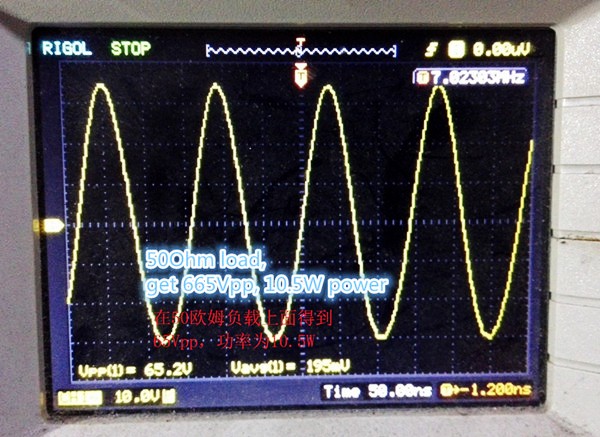 RIGOL STOP 0.00uV
7.02303MHz
50Ohm load,
get 665Vpp, 10.5W power
在50欧姆负载上面得到
65Vpp，功率为10.5W
Vpp(1)= 65.2V Vavg(1)= 195mV
10.0V Time 50.00ns -1.200ns